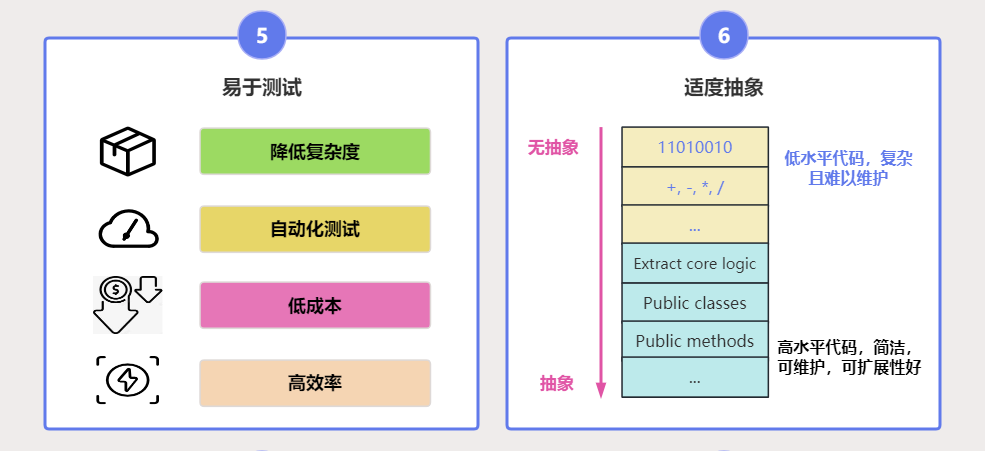 5
易于测试
降低复杂度
自动化测试
$
低成本
高效率
6
适度抽象
无抽象
11010010
+, -, *, /
...
Extract core logic
Public classes
Public methods
...
抽象
低水平代码，复杂
且难以维护
高水平代码，简洁，
可维护，可扩展性好